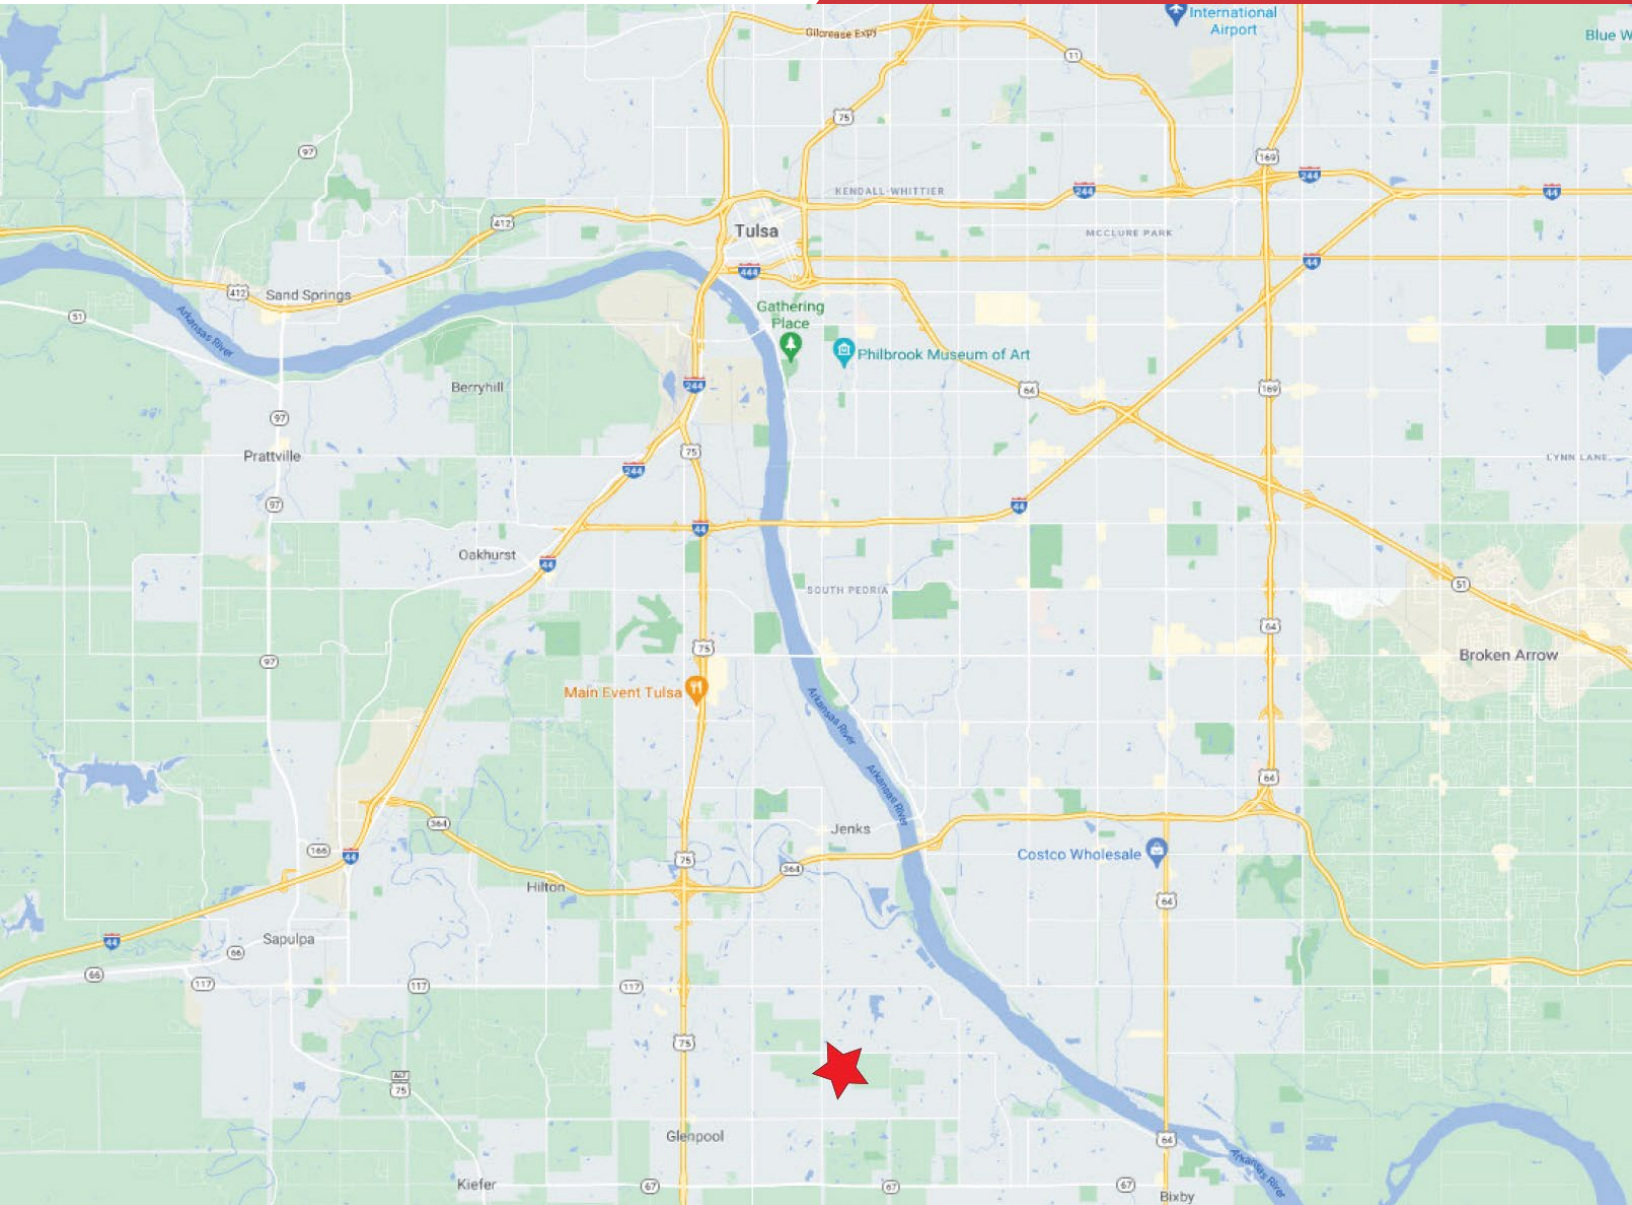 International
Airport
Blue W
Gilcrease Expy
11
75
97
169
KENDALL-WHITTIER
244
244
44
412
Tulsa
MCCLURE PARK
44
444
412
Sand Springs
51
Arkansas River
Gathering
Place
Philbrook Museum of Art
Berryhill
244
64
169
97
75
Prattville
244
LYNN LANE
97
44
44
Oakhurst
44
SOUTH PEORIA
51
64
75
97
Broken Arrow
Main Event Tulsa
Arkansas River
Arkansas River
64
364
Jenks
166
44
75
364
Costco Wholesale
Hilton
64
44
Sapulpa
66
66
117
117
117
75
ALT
75
Glenpool
64
Arkansas River
Kiefer
67
67
67
Bixby